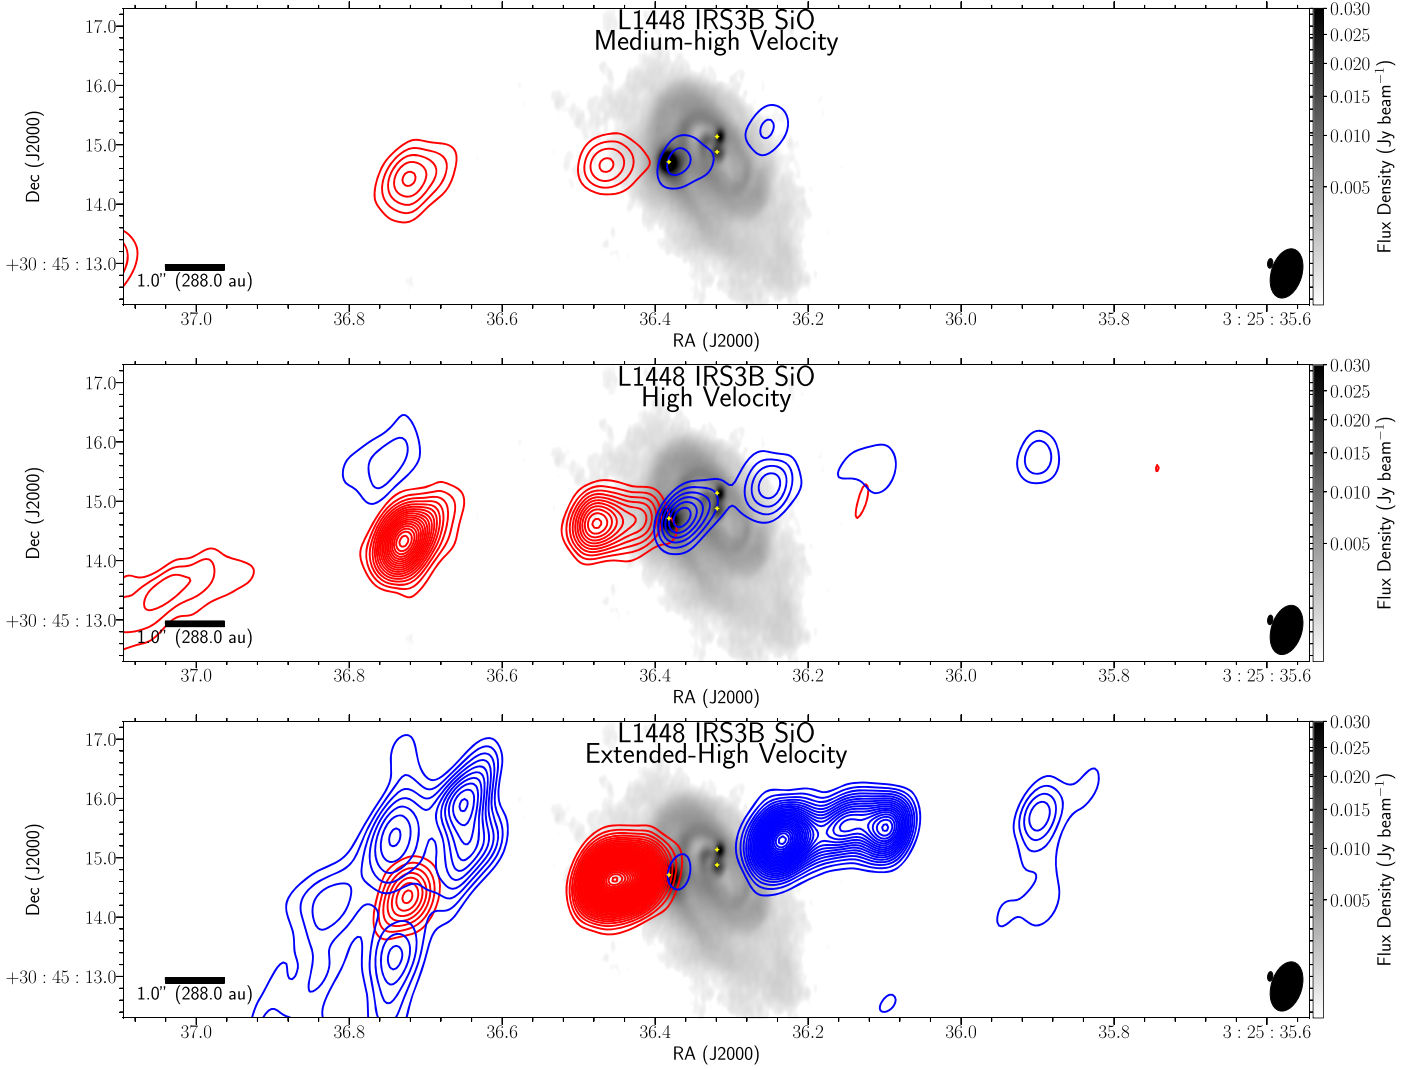 L1448 IRS3B SiO
Medium-high Velocity
17.0
16.0
15.0
14.0
+30 : 45 : 13.0
Dec (J2000)
1.0" (288.0 au)
37.0 36.8 36.6 36.4 36.2 36.0 35.8 3 : 25 : 35.6
RA (J2000)
0.030
0.025
0.020
0.015
0.010
0.005
Flux Density (Jy beam⁻¹)
L1448 IRS3B SiO
High Velocity
17.0
16.0
15.0
14.0
+30 : 45 : 13.0
Dec (J2000)
1.0" (288.0 au)
37.0 36.8 36.6 36.4 36.2 36.0 35.8 3 : 25 : 35.6
RA (J2000)
0.030
0.025
0.020
0.015
0.010
0.005
Flux Density (Jy beam⁻¹)
L1448 IRS3B SiO
Extended-High Velocity
17.0
16.0
15.0
14.0
+30 : 45 : 13.0
Dec (J2000)
1.0" (288.0 au)
37.0 36.8 36.6 36.4 36.2 36.0 35.8 3 : 25 : 35.6
RA (J2000)
0.030
0.025
0.020
0.015
0.010
0.005
Flux Density (Jy beam⁻¹)